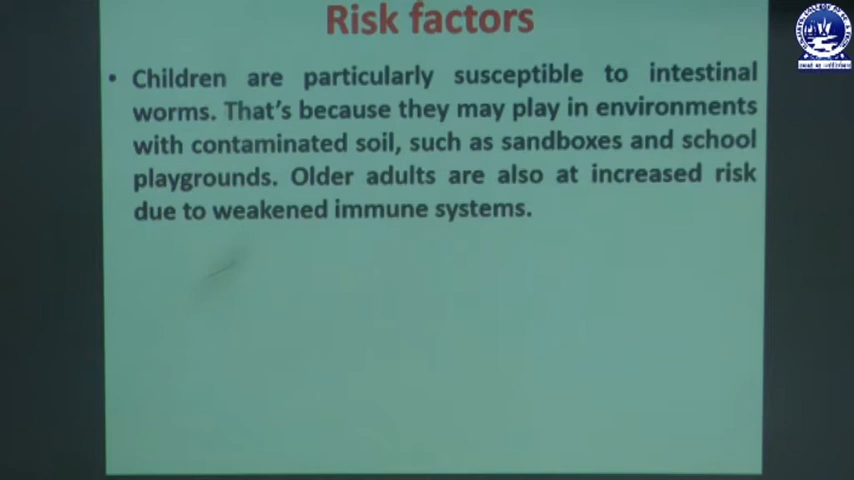 Risk factors
• Children are particularly susceptible to intestinal
worms. That's because they may play in environments
with contaminated soil, such as sandboxes and school
playgrounds. Older adults are also at increased risk
due to weakened immune systems.